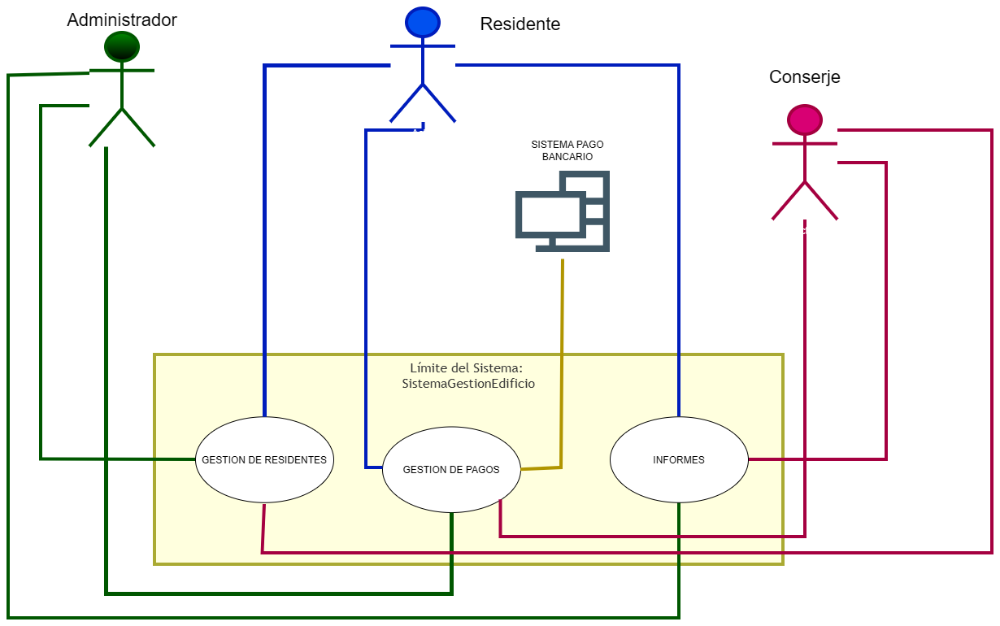 Administrador
Residente
Conserje
SISTEMA PAGO
BANCARIO
Límite del Sistema:
SistemaGestionEdificio
GESTION DE RESIDENTES
GESTION DE PAGOS
INFORMES